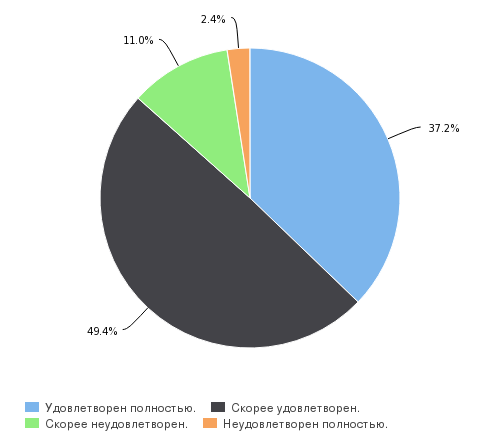 2.4%
11.0%
37.2%
49.4%
Удовлетворен полностью. Скорее удовлетворен.
Скорее неудовлетворен. Неудовлетворен полностью.